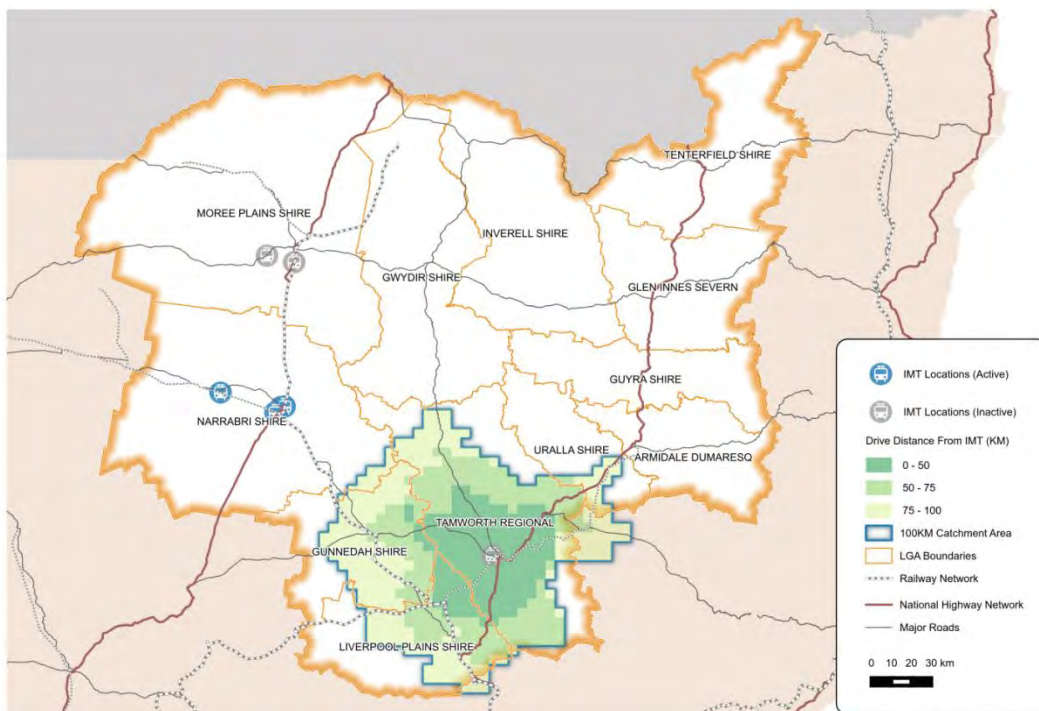 TENTERFIELD SHIRE
MOREE PLAINS SHIRE
INVERELL SHIRE
GWYDIR SHIRE
GLEN INNES SEVERN
GUYRA SHIRE
NARRABRI SHIRE
URALLA SHIRE
ARMIDALE DUMARESQ
TAMWORTH REGIONAL
GUNNEDAH SHIRE
LIVERPOOL PLAINS SHIRE
IMT Locations (Active)
IMT Locations (Inactive)
Drive Distance From IMT (KM)
0 - 50
50 - 75
75 - 100
100KM Catchment Area
LGA Boundaries
Railway Network
National Highway Network
Major Roads
0 10 20 30 km